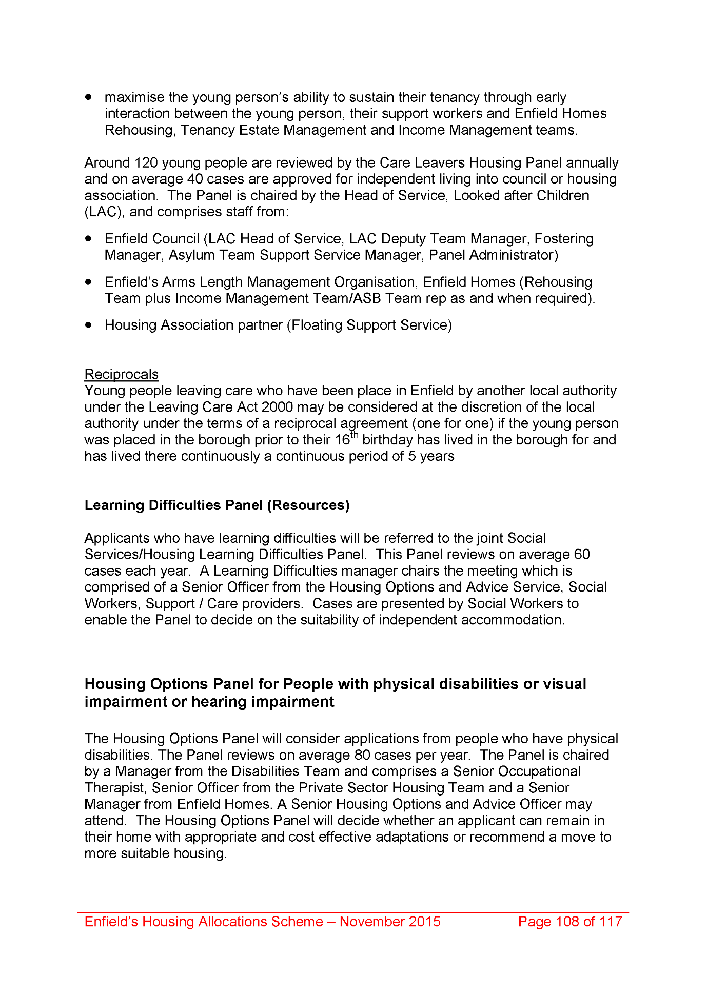 • maximise the young person’s ability to sustain their tenancy through early
interaction between the young person, their support workers and Enfield Homes
Rehousing, Tenancy Estate Management and Income Management teams.
Around 120 young people are reviewed by the Care Leavers Housing Panel annually
and on average 40 cases are approved for independent living into council or housing
association.  The Panel is chaired by the Head of Service, Looked after Children
(LAC), and comprises staff from:
• Enfield Council (LAC Head of Service, LAC Deputy Team Manager, Fostering
Manager, Asylum Team Support Service Manager, Panel Administrator)
• Enfield’s Arms Length Management Organisation, Enfield Homes (Rehousing
Team plus Income Management Team/ASB Team rep as and when required).
• Housing Association partner (Floating Support Service)
Reciprocals
Young people leaving care who have been place in Enfield by another local authority
under the Leaving Care Act 2000 may be considered at the discretion of the local
authority under the terms of a reciprocal agreement (one for one) if the young person
was placed in the borough prior to their 16th birthday has lived in the borough for and
has lived there continuously a continuous period of 5 years
Learning Difficulties Panel (Resources)
Applicants who have learning difficulties will be referred to the joint Social
Services/Housing Learning Difficulties Panel.  This Panel reviews on average 60
cases each year.  A Learning Difficulties manager chairs the meeting which is
comprised of a Senior Officer from the Housing Options and Advice Service, Social
Workers, Support / Care providers.  Cases are presented by Social Workers to
enable the Panel to decide on the suitability of independent accommodation.
Housing Options Panel for People with physical disabilities or visual
impairment or hearing impairment
The Housing Options Panel will consider applications from people who have physical
disabilities. The Panel reviews on average 80 cases per year.  The Panel is chaired
by a Manager from the Disabilities Team and comprises a Senior Occupational
Therapist, Senior Officer from the Private Sector Housing Team and a Senior
Manager from Enfield Homes. A Senior Housing Options and Advice Officer may
attend.  The Housing Options Panel will decide whether an applicant can remain in
their home with appropriate and cost effective adaptations or recommend a move to
more suitable housing.
Enfield’s Housing Allocations Scheme – November 2015 Page 108 of 117